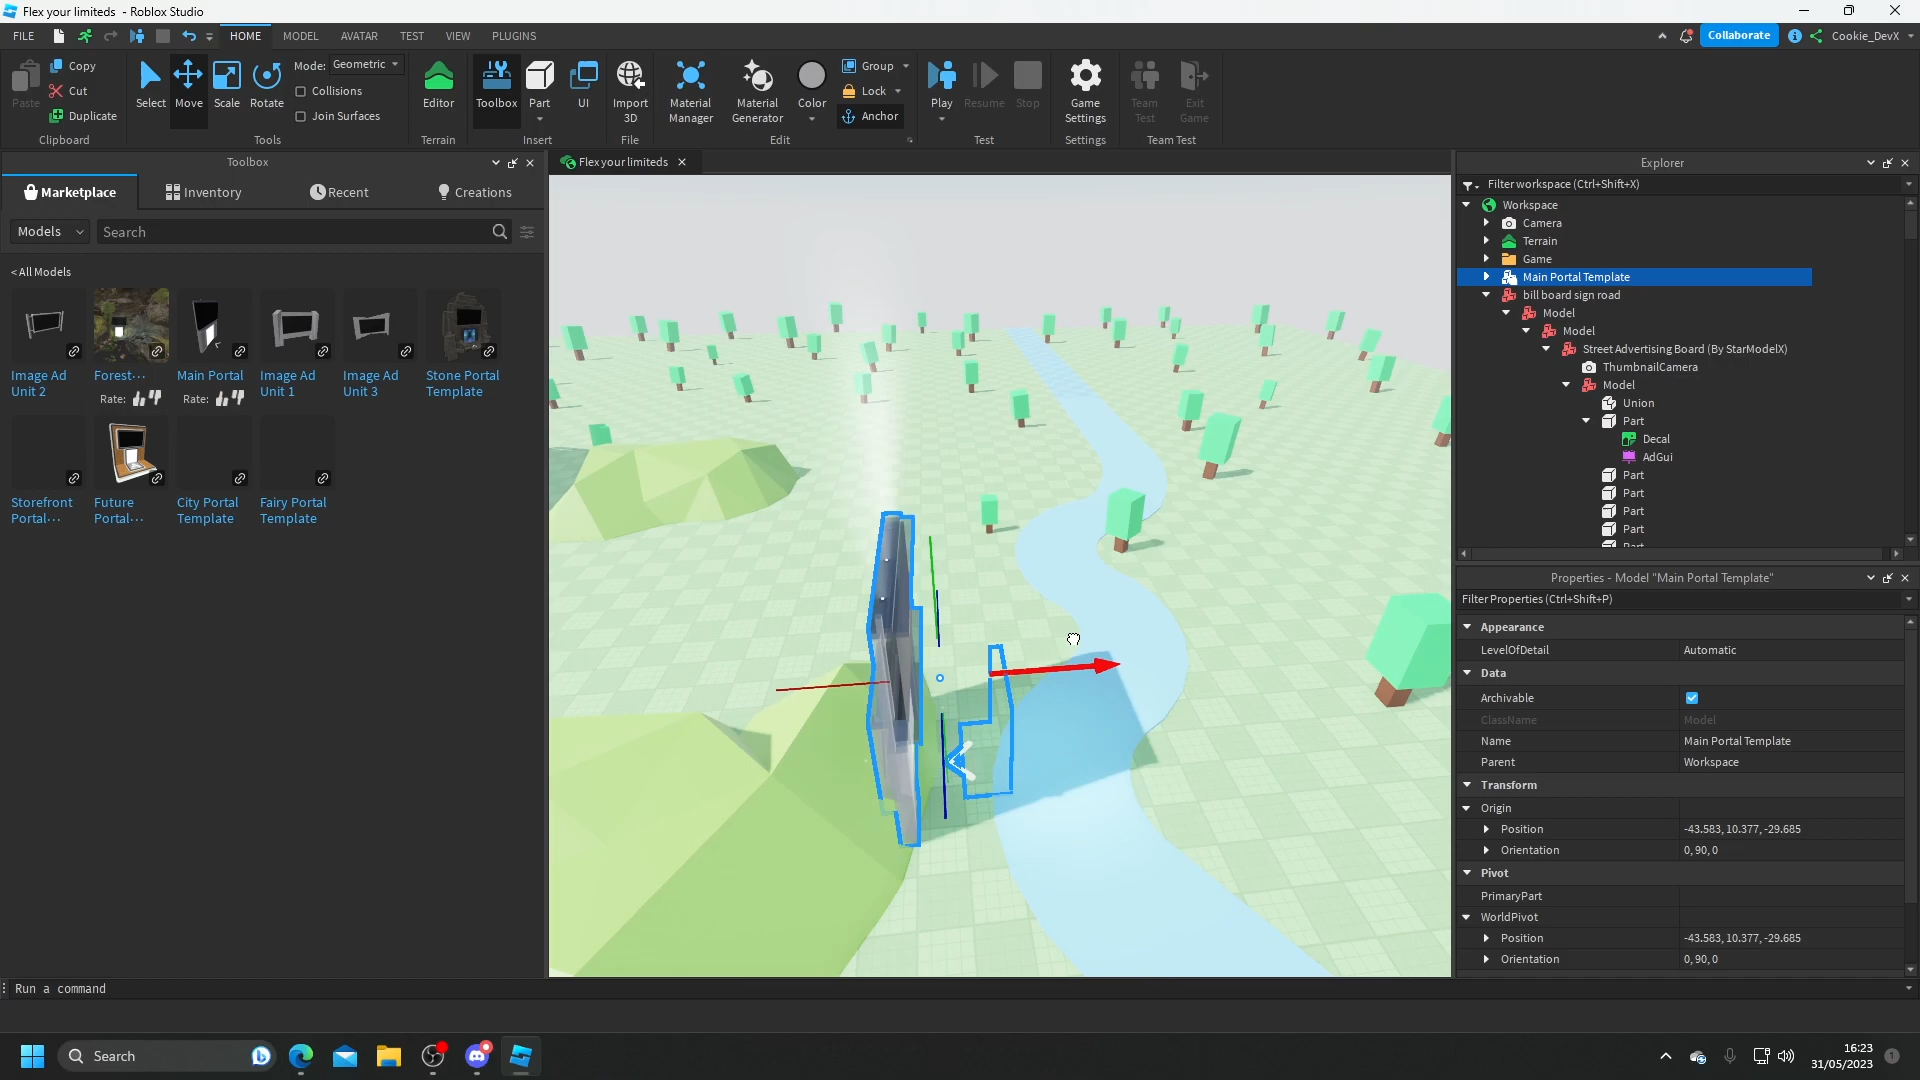 Flex your limiteds - Roblox Studio
FILE
HOME
MODEL
AVATAR
TEST
VIEW
PLUGINS
Collaborate
Cookie_DevX
Paste
Copy
Cut
Duplicate
Clipboard
Select
Move
Scale
Rotate
Mode: Geometric
Collisions
Join Surfaces
Tools
Editor
Terrain
Toolbox
Part
UI
Insert
Import
3D
File
Material
Manager
Material
Generator
Color
Group
Lock
Anchor
Edit
Play
Resume
Stop
Test
Game
Settings
Settings
Team
Test
Exit
Game
Team Test
Toolbox
Marketplace
Inventory
Recent
Creations
Models
Search
< All Models
Image Ad
Unit 2
Forest...
Rate:
Main Portal
Rate:
Image Ad
Unit 1
Image Ad
Unit 3
Stone Portal
Template
Storefront
Portal...
Future
Portal...
City Portal
Template
Fairy Portal
Template
Flex your limiteds
Explorer
Filter workspace (Ctrl+Shift+X)
Workspace
Camera
Terrain
Game
Main Portal Template
bill board sign road
Model
Model
Street Advertising Board (By StarModelX)
ThumbnailCamera
Model
Union
Part
Decal
AdGui
Part
Part
Part
Part
Part
Properties - Model "Main Portal Template"
Filter Properties (Ctrl+Shift+P)
Appearance
LevelOfDetail Automatic
Data
Archivable
ClassName Model
Name Main Portal Template
Parent Workspace
Transform
Origin
Position -43.583, 10.377, -29.685
Orientation 0, 90, 0
Pivot
PrimaryPart
WorldPivot
Position -43.583, 10.377, -29.685
Orientation 0, 90, 0
Run a command
Search
16:23
31/05/2023
1